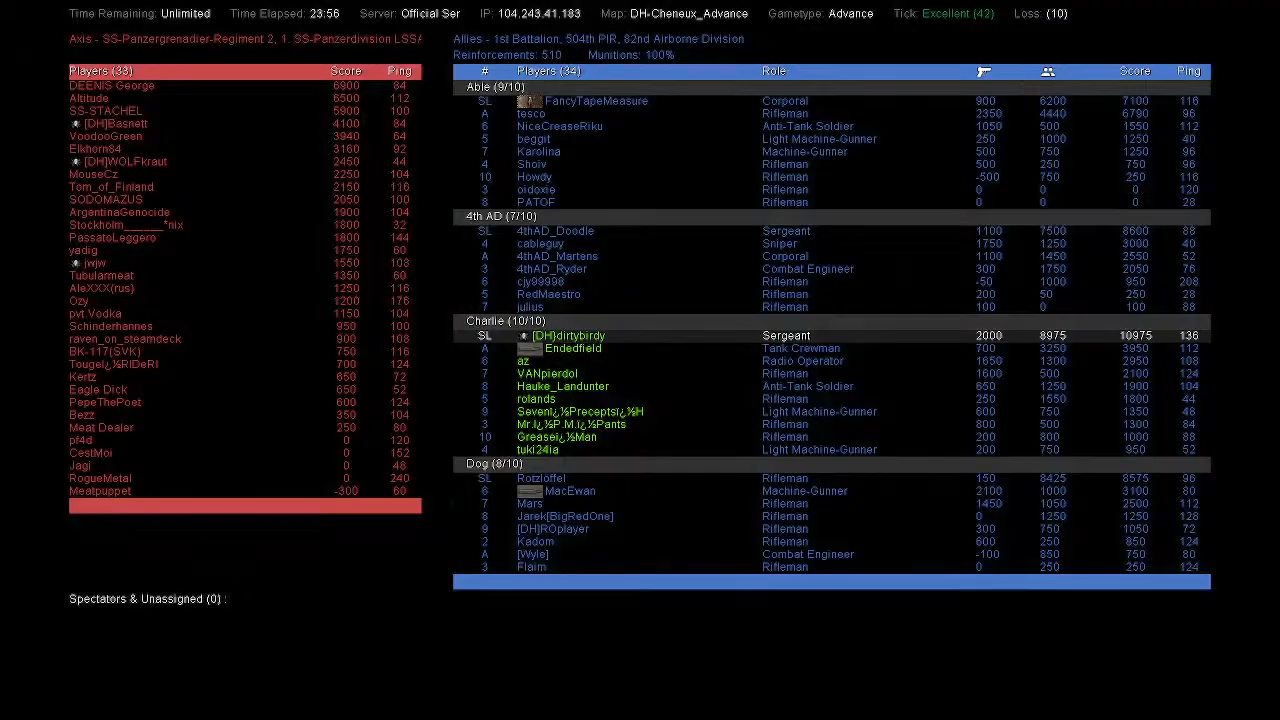 Time Remaining: Unlimited Time Elapsed: 23:56 Server: Official Ser IP: 104.243.41.183 Map: DH-Cheneux_Advance Gametype: Advance Tick: Excellent (42) Loss: (10)
Axis - SS-Panzergrenadier-Regiment 2, 1. SS-Panzerdivision LSSA
Players (33) Score Ping
DEENIS George 6900 84
Altitude 6500 112
SS-STACHEL 5900 100
[DH]Basnett 4100 84
VoodooGreen 3940 64
Elkhorn84 3160 92
[DH]WOLFkraut 2450 44
MouseCz 2250 104
Tom_of_Finland 2150 116
SODOMAZUS 2050 100
ArgentinaGenocide 1900 104
Stockholm______*nix 1800 32
PassatoLeggero 1800 144
yadig 1750 60
jwjw 1550 108
Tubularmeat 1350 60
AleXXX(rus) 1250 116
Ozy 1200 176
pvt.Vodka 1150 104
Schinderhannes 950 100
raven_on_steamdeck 900 108
BK-117(SVK) 750 116
Tougeï¿½RIDeRI 700 124
Kertz 650 72
Eagle Dick 650 52
PepeThePoet 600 124
Bezz 350 104
Meat Dealer 250 80
pf4d 0 120
CestMoi 0 152
Jagi 0 48
RogueMetal 0 240
Meatpuppet -300 60
Spectators & Unassigned (0) :
Allies - 1st Battalion, 504th PIR, 82nd Airborne Division
Reinforcements: 510 Munitions: 100%
# Players (34) Role Score Ping
Able (9/10)
SL FancyTapeMeasure Corporal 900 6200 7100 116
A tesco Rifleman 2350 4440 6790 96
6 NiceCreaseRiku Anti-Tank Soldier 1050 500 1550 112
5 beggit Light Machine-Gunner 250 1000 1250 40
7 Karolina Machine-Gunner 500 750 1250 96
4 Shoiv Rifleman 500 250 750 96
10 Howdy Rifleman -500 750 250 116
3 oidoxie Rifleman 0 0 0 120
8 PATOF Rifleman 0 0 0 28
4th AD (7/10)
SL 4thAD_Doodle Sergeant 1100 7500 8600 88
4 cableguy Sniper 1750 1250 3000 40
A 4thAD_Martens Corporal 1100 1450 2550 52
3 4thAD_Ryder Combat Engineer 300 1750 2050 76
6 cjy99998 Rifleman -50 1000 950 208
5 RedMaestro Rifleman 200 50 250 28
7 julius Rifleman 100 0 100 88
Charlie (10/10)
SL [DH]dirtybirdy Sergeant 2000 8975 10975 136
A Endedfield Tank Crewman 700 3250 3950 112
6 az Radio Operator 1650 1300 2950 108
7 VANpierdol Rifleman 1600 500 2100 124
8 Hauke_Landunter Anti-Tank Soldier 650 1250 1900 104
5 rolands Rifleman 250 1550 1800 44
9 Sevenï¿½Preceptsï¿½H Light Machine-Gunner 600 750 1350 48
3 Mr.ï¿½P.M.ï¿½Pants Rifleman 800 500 1300 84
10 Greaseï¿½Man Rifleman 200 800 1000 88
4 tuki24ia Light Machine-Gunner 200 750 950 52
Dog (8/10)
SL Rotzlöffel Rifleman 150 8425 8575 96
6 MacEwan Machine-Gunner 2100 1000 3100 80
7 Mars Rifleman 1450 1050 2500 112
8 Jarek[BigRedOne] Rifleman 0 1250 1250 128
9 [DH]ROplayer Rifleman 300 750 1050 72
2 Kadom Rifleman 600 250 850 124
A [Wyle] Combat Engineer -100 850 750 80
3 Flaim Rifleman 0 250 250 124